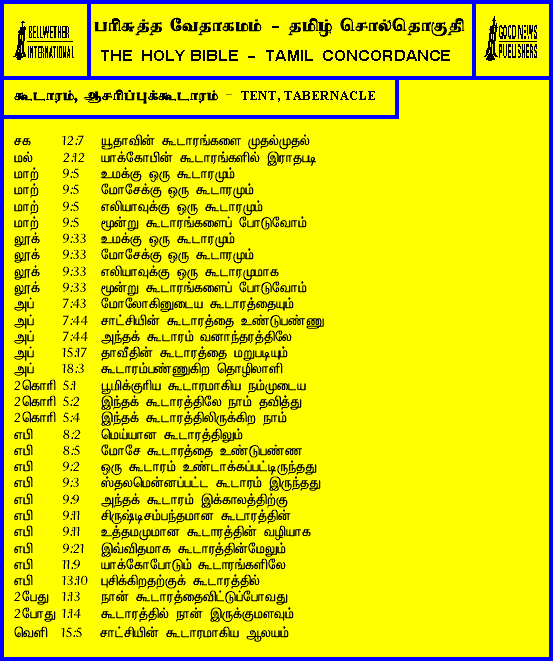 BELLWETHER
INTERNATIONAL
பரிசுத்த வேதாகமம் - தமிழ் சொல்தொகுதி
THE HOLY BIBLE - TAMIL CONCORDANCE
GOOD NEWS
PUBLISHERS
கூடாரம், ஆசரிப்புக்கூடாரம் - TENT, TABERNACLE
சக 12:7 யூதாவின் கூடாரங்களை முதல்முதல்
மல் 2:12 யாக்கோபின் கூடாரங்களில் இராதபடி
மாற் 9:5 உமக்கு ஒரு கூடாரமும்
மாற் 9:5 மோசேக்கு ஒரு கூடாரமும்
மாற் 9:5 எலியாவுக்கு ஒரு கூடாரமும்
மாற் 9:5 மூன்று கூடாரங்களைப் போடுவோம்
லூக் 9:33 உமக்கு ஒரு கூடாரமும்
லூக் 9:33 மோசேக்கு ஒரு கூடாரமும்
லூக் 9:33 எலியாவுக்கு ஒரு கூடாரமுமாக
லூக் 9:33 மூன்று கூடாரங்களைப் போடுவோம்
அப் 7:43 மோலோகினுடைய கூடாரத்தையும்
அப் 7:44 சாட்சியின் கூடாரத்தை உண்டுபண்ணு
அப் 7:44 அந்தக் கூடாரம் வனாந்தரத்திலே
அப் 15:17 தாவீதின் கூடாரத்தை மறுபடியும்
அப் 18:3 கூடாரம்பண்ணுகிற தொழிலாளி
2கொரி 5:1 பூமிக்குரிய கூடாரமாகிய நம்முடைய
2கொரி 5:2 இந்தக் கூடாரத்திலே நாம் தவித்து
2கொரி 5:4 இந்தக் கூடாரத்திலிருக்கிற நாம்
எபி 8:2 மெய்யான கூடாரத்திலும்
எபி 8:5 மோசே கூடாரத்தை உண்டுபண்ண
எபி 9:2 ஒரு கூடாரம் உண்டாக்கப்பட்டிருந்தது
எபி 9:3 ஸ்தலமென்னப்பட்ட கூடாரம் இருந்தது
எபி 9:9 அந்தக் கூடாரம் இக்காலத்திற்கு
எபி 9:11 சிருஷ்டிசம்பந்தமான கூடாரத்தின்
எபி 9:11 உத்தமமுமான கூடாரத்தின் வழியாக
எபி 9:21 இவ்விதமாக கூடாரத்தின்மேலும்
எபி 11:9 யாக்கோபோடும் கூடாரங்களிலே
எபி 13:10 புசிக்கிறதற்குக் கூடாரத்தில்
2பேது 1:13 நான் கூடாரத்தைவிட்டுப்போவது
2போது 1:14 கூடாரத்தில் நான் இருக்குமளவும்
வெளி 15:5 சாட்சியின் கூடாரமாகிய ஆலயம்